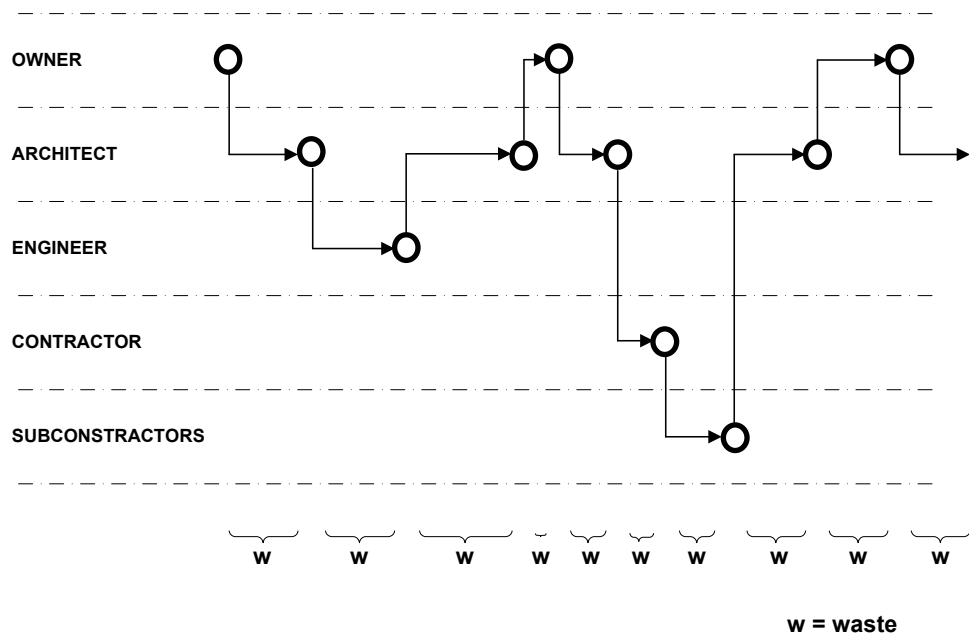 OWNER
ARCHITECT
ENGINEER
CONTRACTOR
SUBCONSTRACTORS
w w w w w w w w w w
w = waste